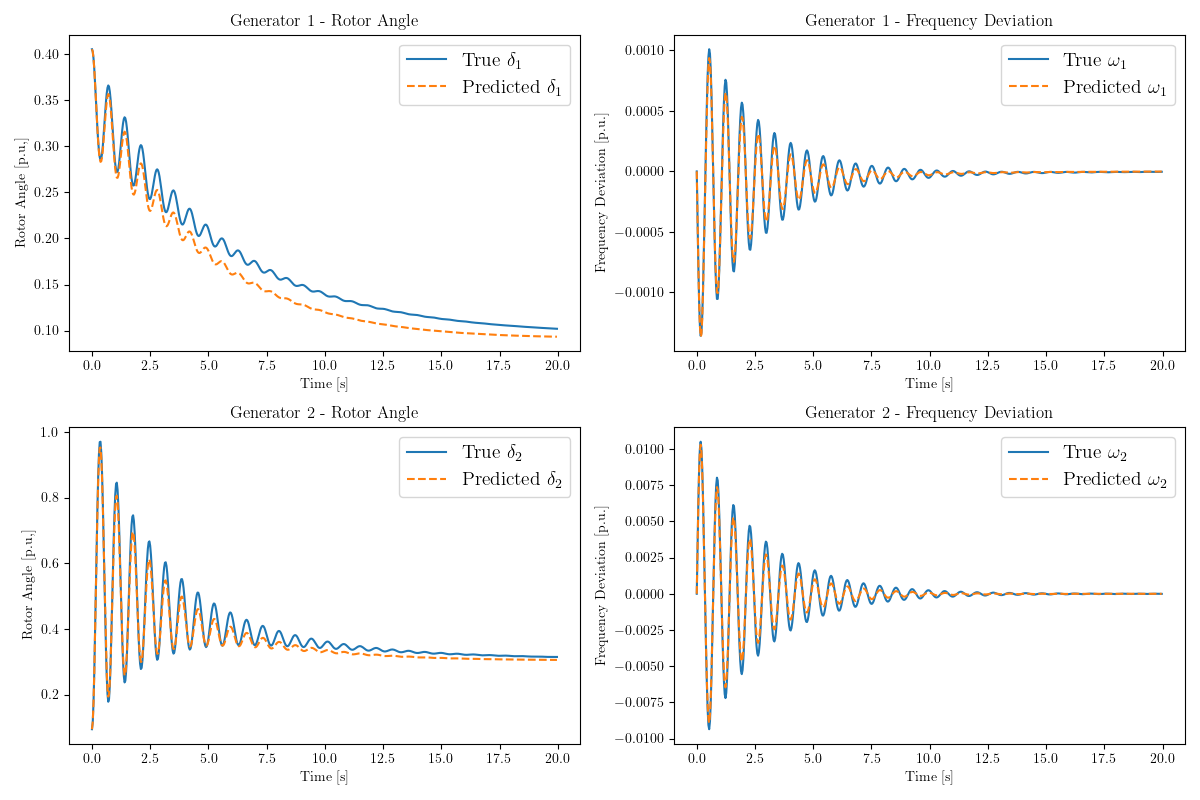 Generator 1 - Rotor Angle
True δ₁
Predicted δ₁
Rotor Angle [p.u.]
0.40
0.35
0.30
0.25
0.20
0.15
0.10
0.0 2.5 5.0 7.5 10.0 12.5 15.0 17.5 20.0
Time [s]
Generator 1 - Frequency Deviation
True ω₁
Predicted ω₁
Frequency Deviation [p.u.]
0.0010
0.0005
0.0000
−0.0005
−0.0010
0.0 2.5 5.0 7.5 10.0 12.5 15.0 17.5 20.0
Time [s]
Generator 2 - Rotor Angle
True δ₂
Predicted δ₂
Rotor Angle [p.u.]
1.0
0.8
0.6
0.4
0.2
0.0 2.5 5.0 7.5 10.0 12.5 15.0 17.5 20.0
Time [s]
Generator 2 - Frequency Deviation
True ω₂
Predicted ω₂
Frequency Deviation [p.u.]
0.0100
0.0075
0.0050
0.0025
0.0000
−0.0025
−0.0050
−0.0075
−0.0100
0.0 2.5 5.0 7.5 10.0 12.5 15.0 17.5 20.0
Time [s]